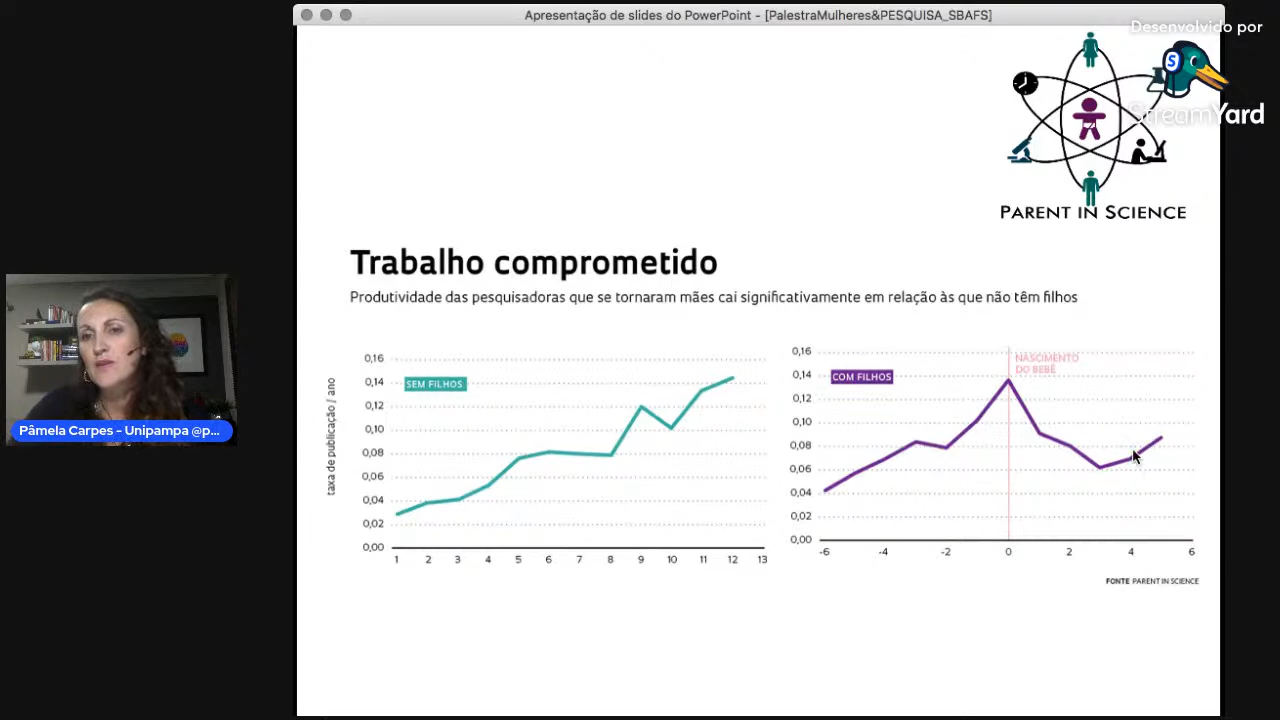 Apresentação de slides do PowerPoint - [PalestraMulheres&PESQUISA_SBAFS]
Desenvolvido por
StreamYard
PARENT IN SCIENCE
Trabalho comprometido
Produtividade das pesquisadoras que se tornaram mães cai significativamente em relação às que não têm filhos
taxa de publicação / ano
SEM FILHOS
0,16
0,14
0,12
0,10
0,08
0,06
0,04
0,02
0,00
1 2 3 4 5 6 7 8 9 10 11 12 13
COM FILHOS
NASCIMENTO
DO BEBÊ
0,16
0,14
0,12
0,10
0,08
0,06
0,04
0,02
0,00
-6 -4 -2 0 2 4 6
FONTE PARENT IN SCIENCE
Pâmela Carpes - Unipampa @p...